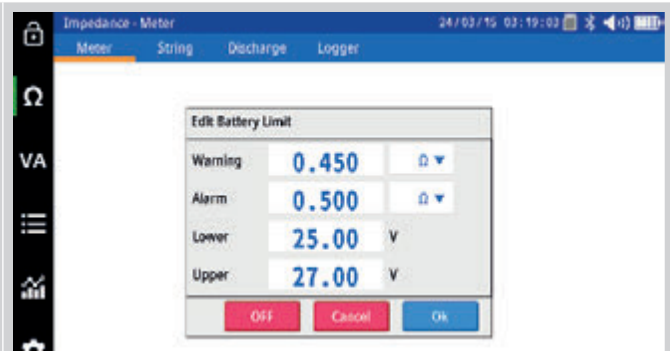 Impedance - Meter 24/03/15 03:19:03
Meter String Discharge Logger
Ω
VA
Edit Battery Limit
Warning 0.450 Ω
Alarm 0.500 Ω
Lower 25.00 V
Upper 27.00 V
OFF Cancel Ok